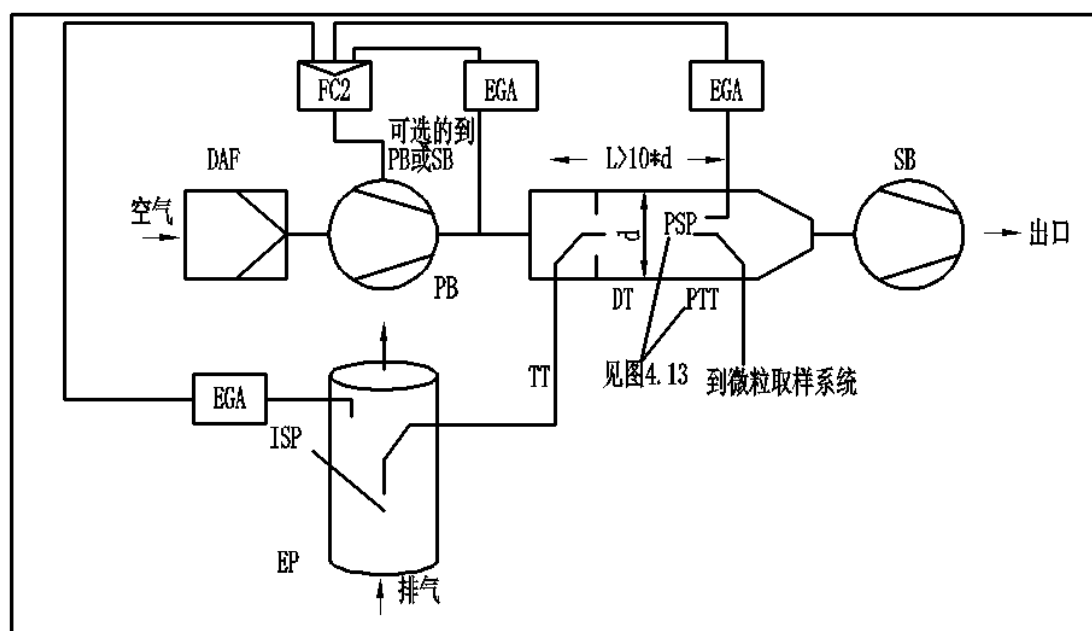 FC2
EGA
EGA
可选的到
PB或SB
L>10*d
DAF
SB
空气
d
PSP
出口
PB
DT
PTT
TT
见图4.13
到微粒取样系统
EGA
ISP
EP
排气